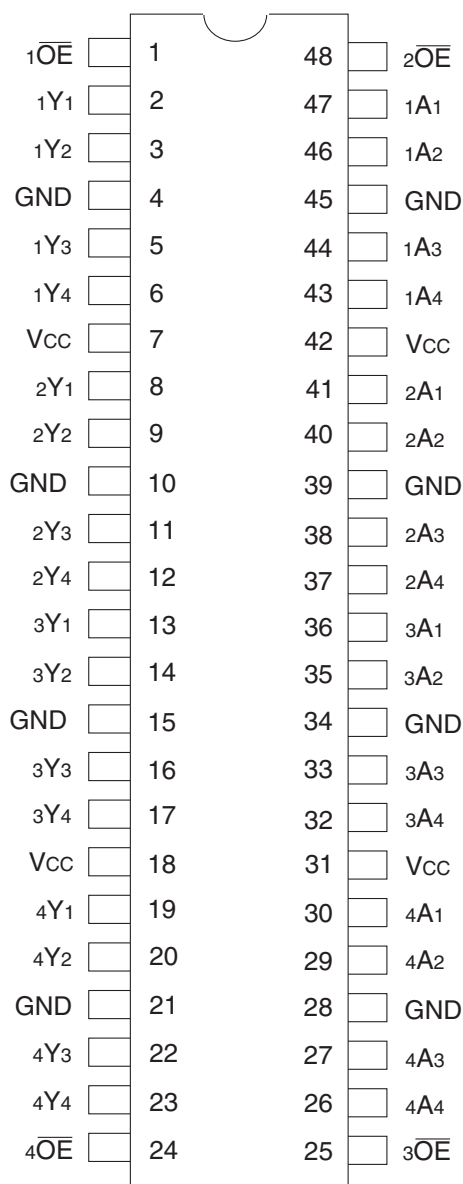 1O̅E̅ 1 48 2O̅E̅
1Y1 2 47 1A1
1Y2 3 46 1A2
GND 4 45 GND
1Y3 5 44 1A3
1Y4 6 43 1A4
VCC 7 42 VCC
2Y1 8 41 2A1
2Y2 9 40 2A2
GND 10 39 GND
2Y3 11 38 2A3
2Y4 12 37 2A4
3Y1 13 36 3A1
3Y2 14 35 3A2
GND 15 34 GND
3Y3 16 33 3A3
3Y4 17 32 3A4
VCC 18 31 VCC
4Y1 19 30 4A1
4Y2 20 29 4A2
GND 21 28 GND
4Y3 22 27 4A3
4Y4 23 26 4A4
4O̅E̅ 24 25 3O̅E̅